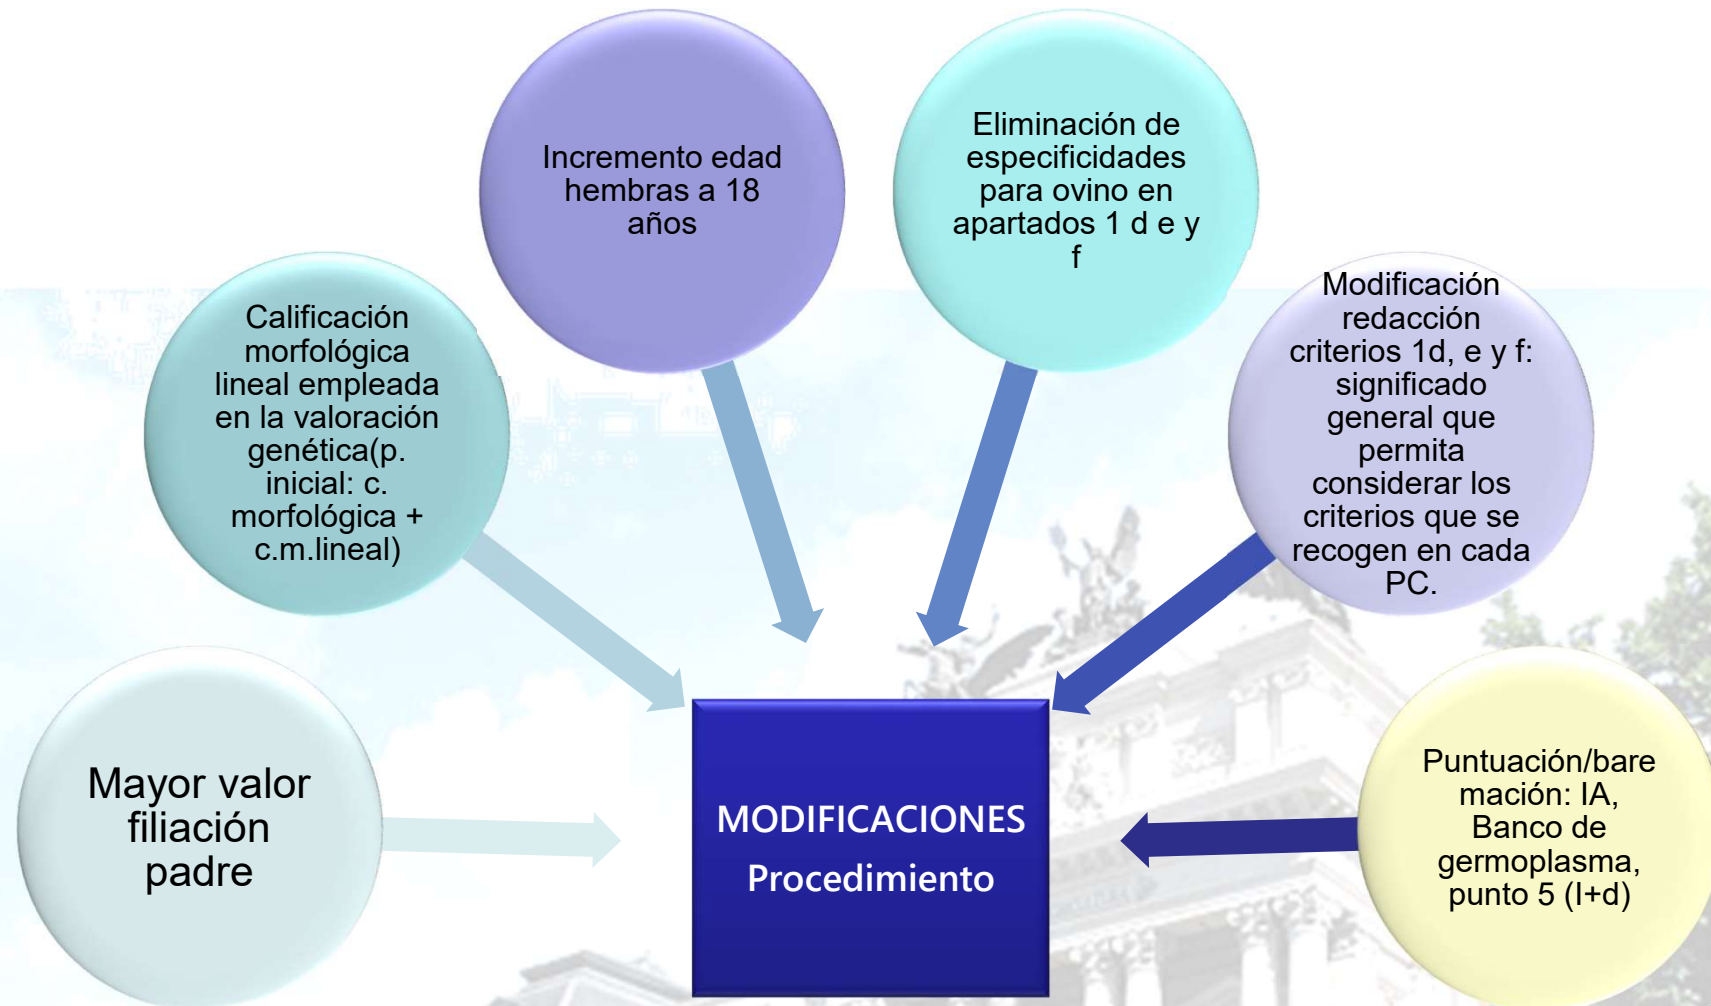 Mayor valor
filiación
padre
Calificación
morfológica
lineal empleada
en la valoración
genética(p.
inicial: c.
morfológica +
c.m.lineal)
Incremento edad
hembras a 18
años
Eliminación de
especificidades
para ovino en
apartados 1 d e y
f
Modificación
redacción
criterios 1d, e y f:
significado
general que
permita
considerar los
criterios que se
recogen en cada
PC.
Puntuación/bare
mación: IA,
Banco de
germoplasma,
punto 5 (I+d)
MODIFICACIONES
Procedimiento